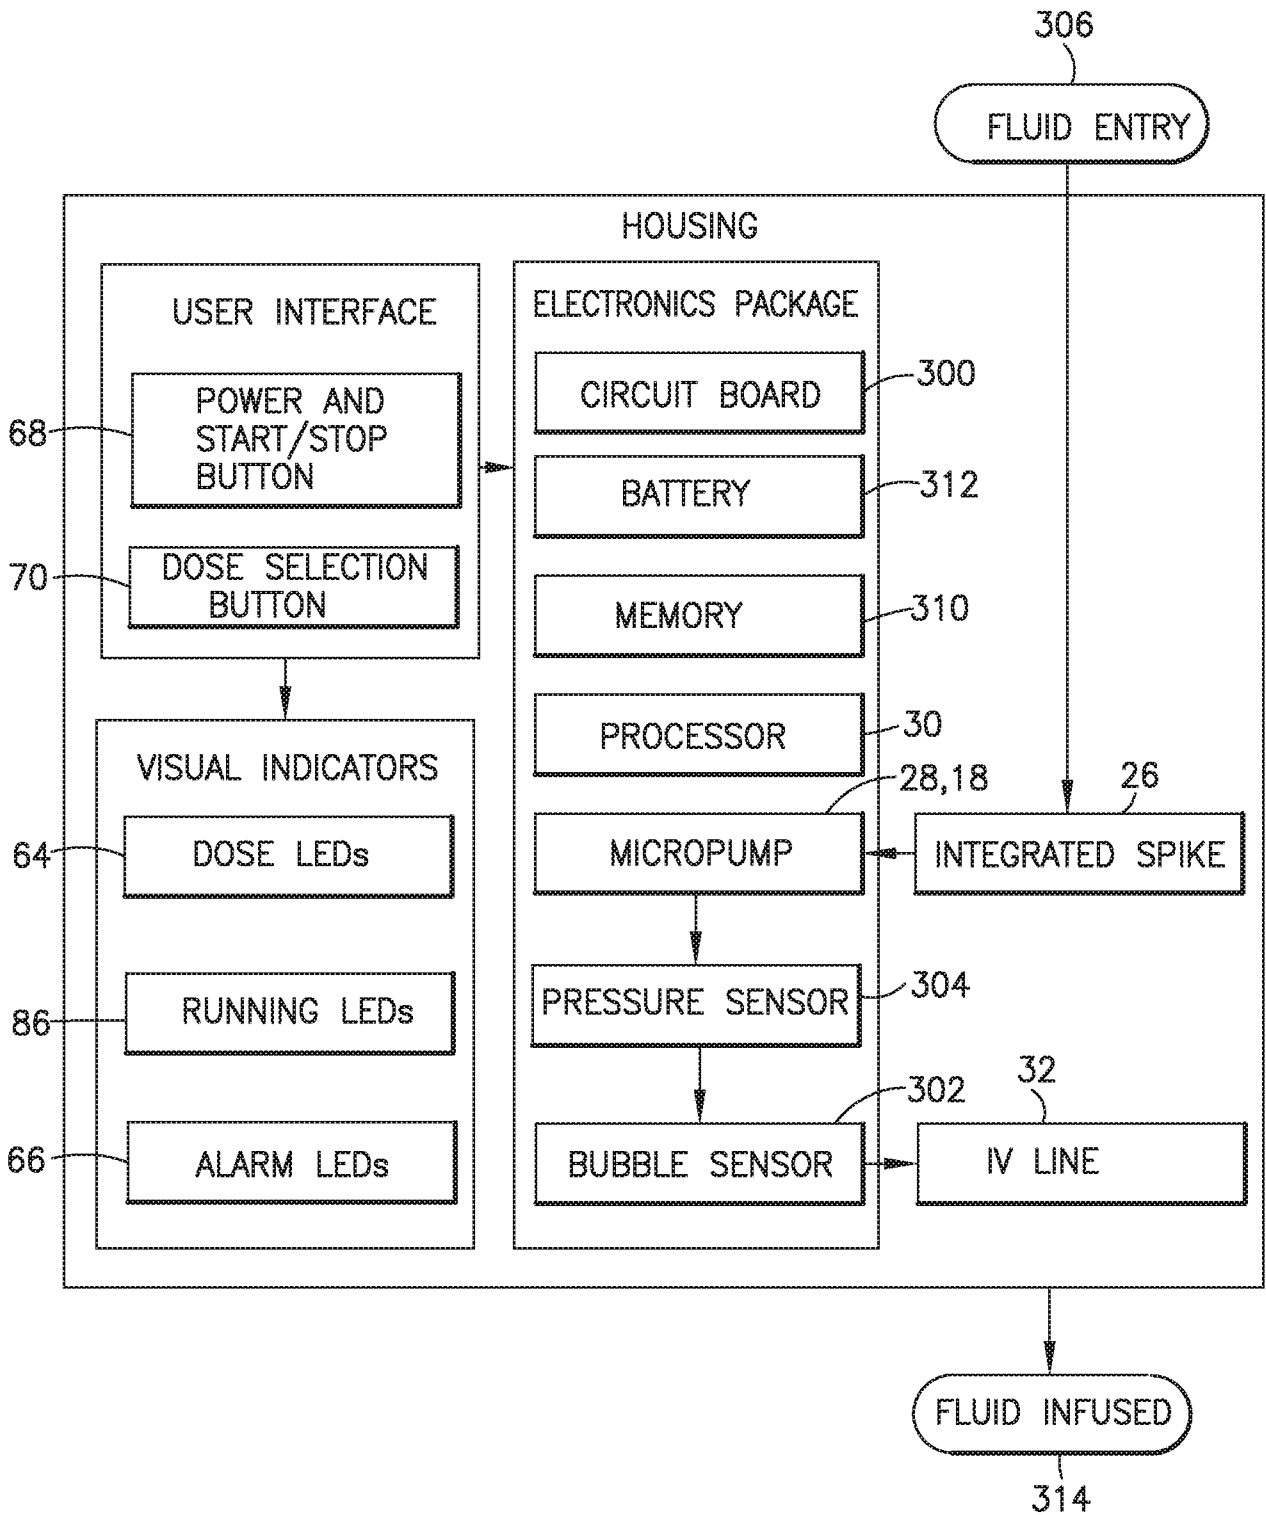 306
FLUID ENTRY
HOUSING
USER INTERFACE
POWER AND
START/STOP
BUTTON
68
DOSE SELECTION
BUTTON
70
VISUAL INDICATORS
DOSE LEDs
64
RUNNING LEDs
86
ALARM LEDs
66
ELECTRONICS PACKAGE
CIRCUIT BOARD
300
BATTERY
312
MEMORY
310
PROCESSOR
30
28,18
MICROPUMP
26
INTEGRATED SPIKE
PRESSURE SENSOR
304
302
BUBBLE SENSOR
32
IV LINE
FLUID INFUSED
314